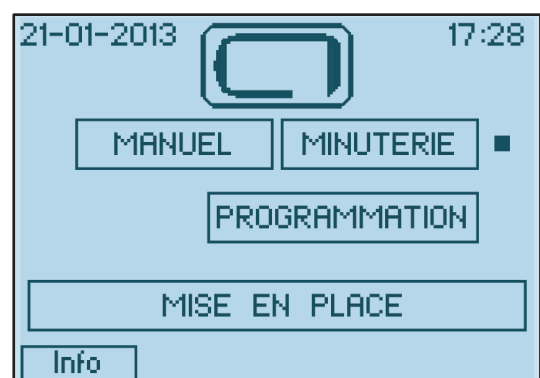 21-01-2013 17:28
MANUEL MINUTERIE
PROGRAMMATION
MISE EN PLACE
Info